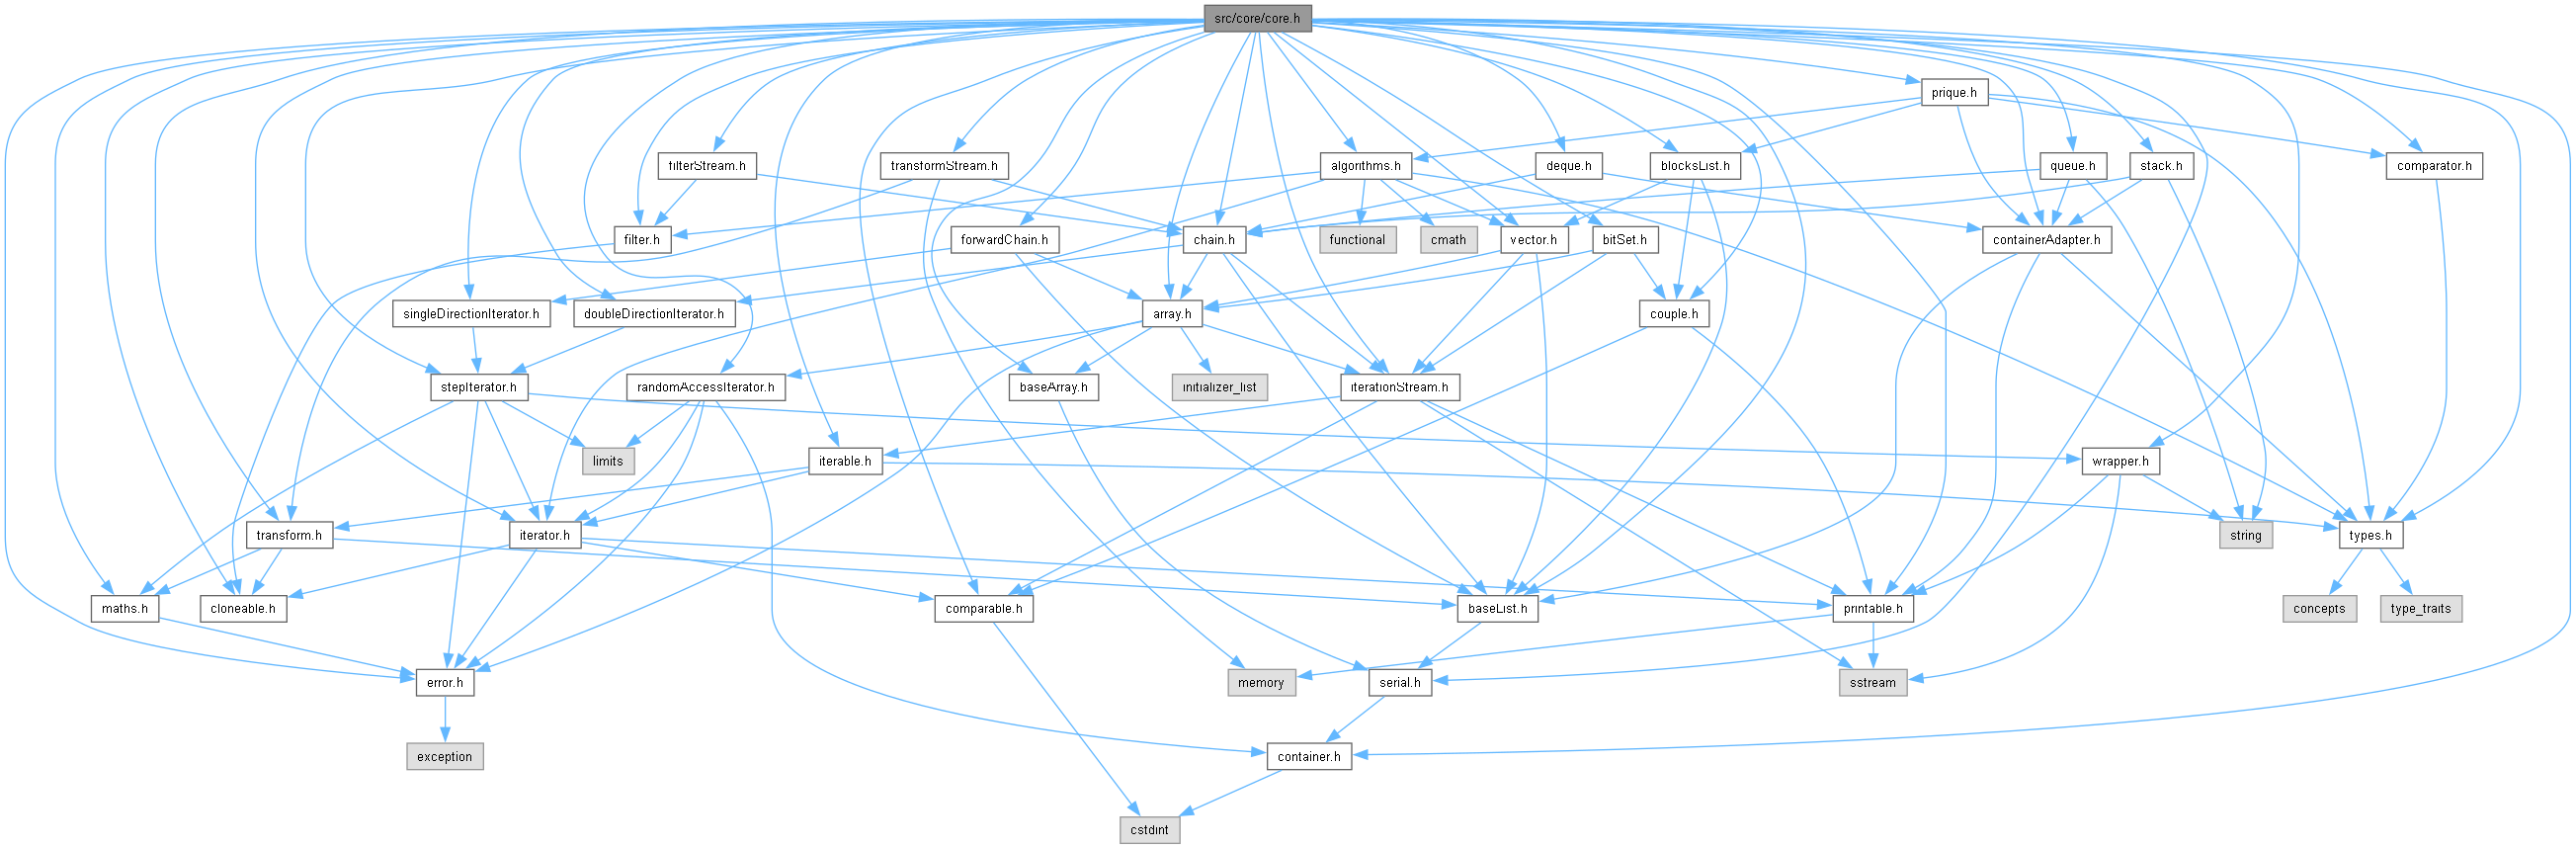 src/core/core.h
prique.h
filterStream.h
transformStream.h
algorithms.h
deque.h
blocksList.h
queue.h
stack.h
comparator.h
filter.h
forwardChain.h
chain.h
functional
cmath
vector.h
bitSet.h
containerAdapter.h
singleDirectionIterator.h
doubleDirectionIterator.h
array.h
couple.h
stepIterator.h
randomAccessIterator.h
baseArray.h
initializer_list
iterationStream.h
limits
iterable.h
wrapper.h
transform.h
iterator.h
string
types.h
maths.h
cloneable.h
comparable.h
baseList.h
printable.h
concepts
type_traits
error.h
memory
serial.h
sstream
exception
container.h
cstdint